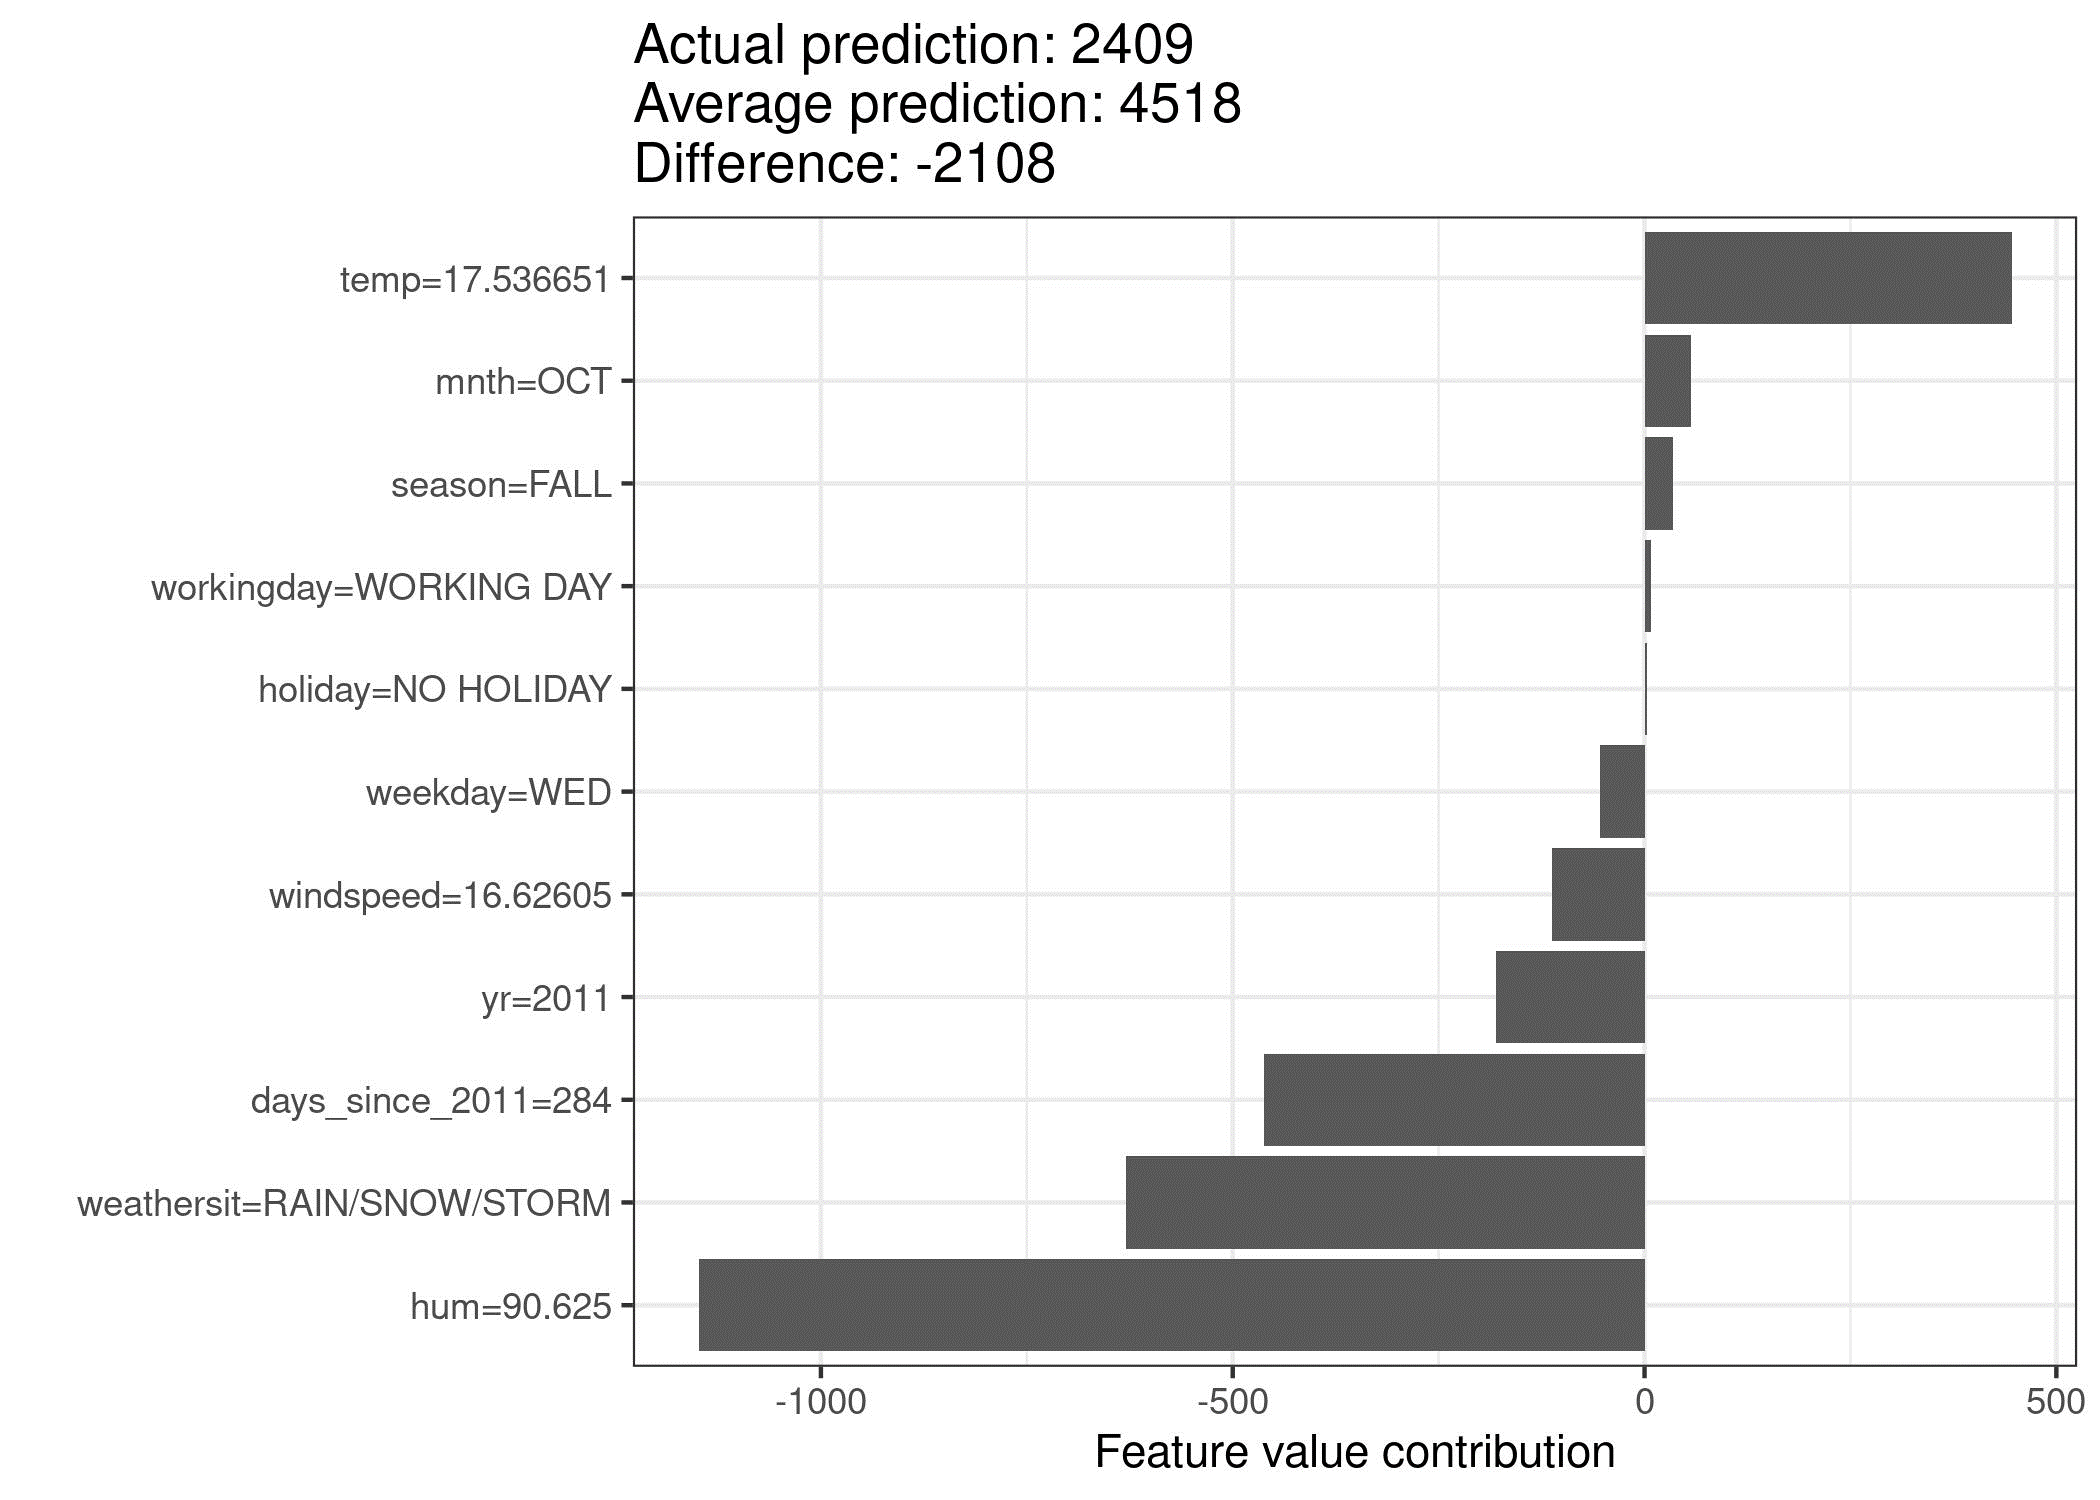 Actual prediction: 2409
Average prediction: 4518
Difference: -2108
temp=17.536651
mnth=OCT
season=FALL
workingday=WORKING DAY
holiday=NO HOLIDAY
weekday=WED
windspeed=16.62605
yr=2011
days_since_2011=284
weathersit=RAIN/SNOW/STORM
hum=90.625
-1000 -500 0 500
Feature value contribution